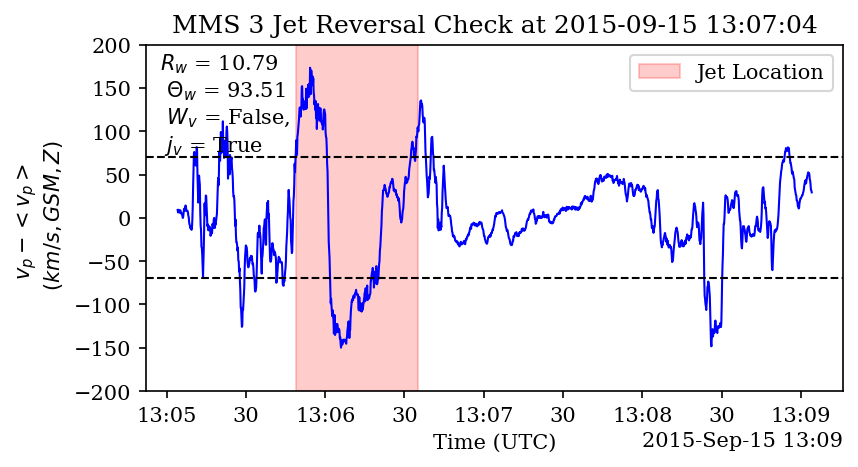 MMS 3 Jet Reversal Check at 2015-09-15 13:07:04
R_w = 10.79
Θ_w = 93.51
W_v = False,
j_v = True
Jet Location
200
150
100
50
0
−50
−100
−150
−200
v_p − < v_p >
(km/s, GSM, Z)
13:05 30 13:06 30 13:07 30 13:08 30 13:09
Time (UTC)
2015-Sep-15 13:09